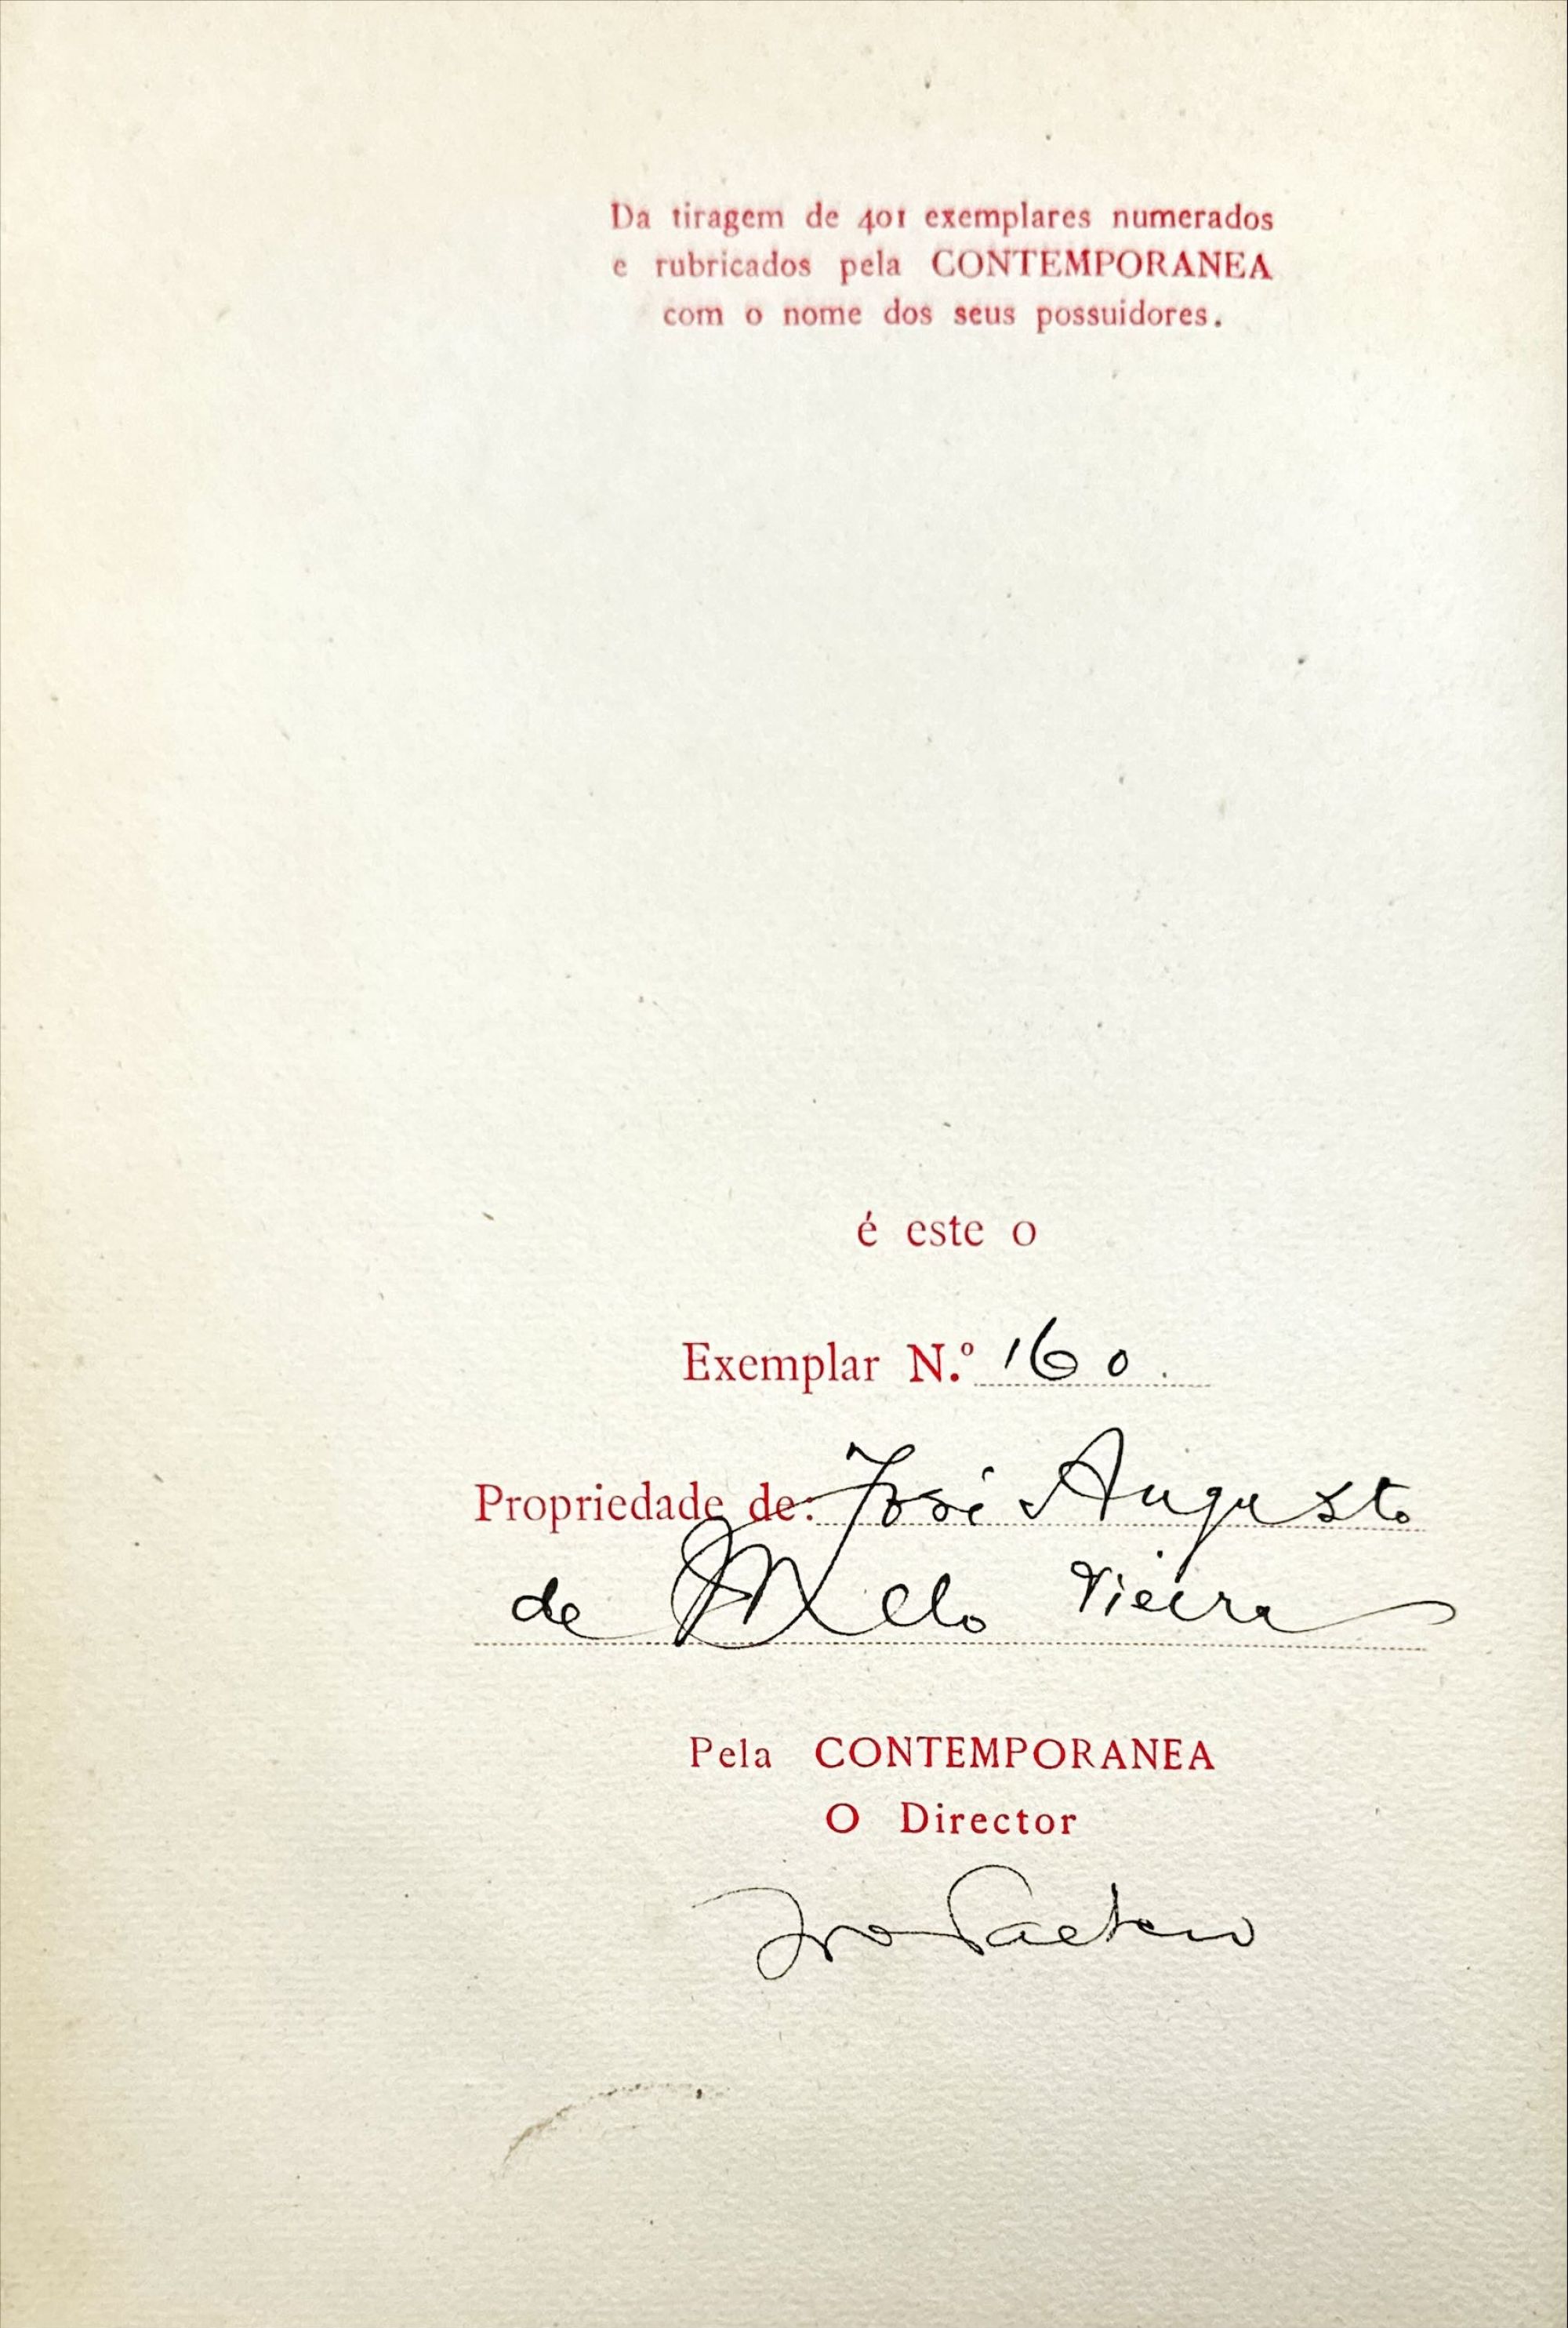 Da tiragem de 401 exemplares numerados
e rubricados pela CONTEMPORANEA
com o nome dos seus possuidores.
é este o
Exemplar N.º 160.
Propriedade de: José Augusto
de Mello Vieira
Pela CONTEMPORANEA
O Director